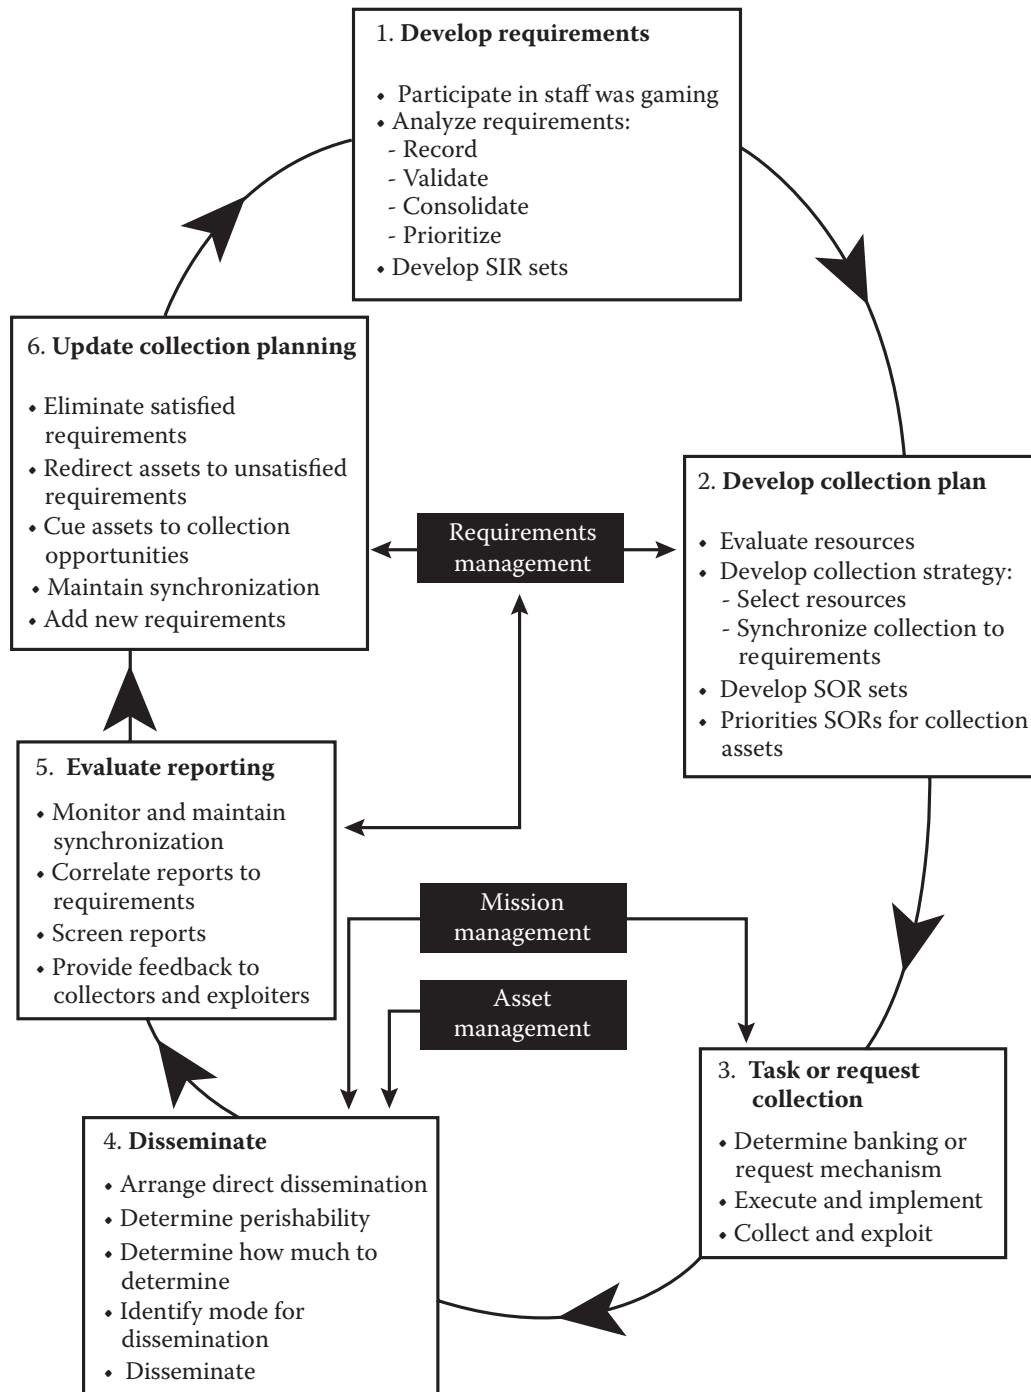 1. Develop requirements
• Participate in staff was gaming
• Analyze requirements:
- Record
- Validate
- Consolidate
- Prioritize
• Develop SIR sets
6. Update collection planning
• Eliminate satisfied
requirements
• Redirect assets to unsatisfied
requirements
• Cue assets to collection
opportunities
• Maintain synchronization
• Add new requirements
Requirements
management
2. Develop collection plan
• Evaluate resources
• Develop collection strategy:
- Select resources
- Synchronize collection to
requirements
• Develop SOR sets
• Priorities SORs for collection
assets
5. Evaluate reporting
• Monitor and maintain
synchronization
• Correlate reports to
requirements
• Screen reports
• Provide feedback to
collectors and exploiters
Mission
management
Asset
management
3. Task or request
collection
• Determine banking or
request mechanism
• Execute and implement
• Collect and exploit
4. Disseminate
• Arrange direct dissemination
• Determine perishability
• Determine how much to
determine
• Identify mode for
dissemination
• Disseminate